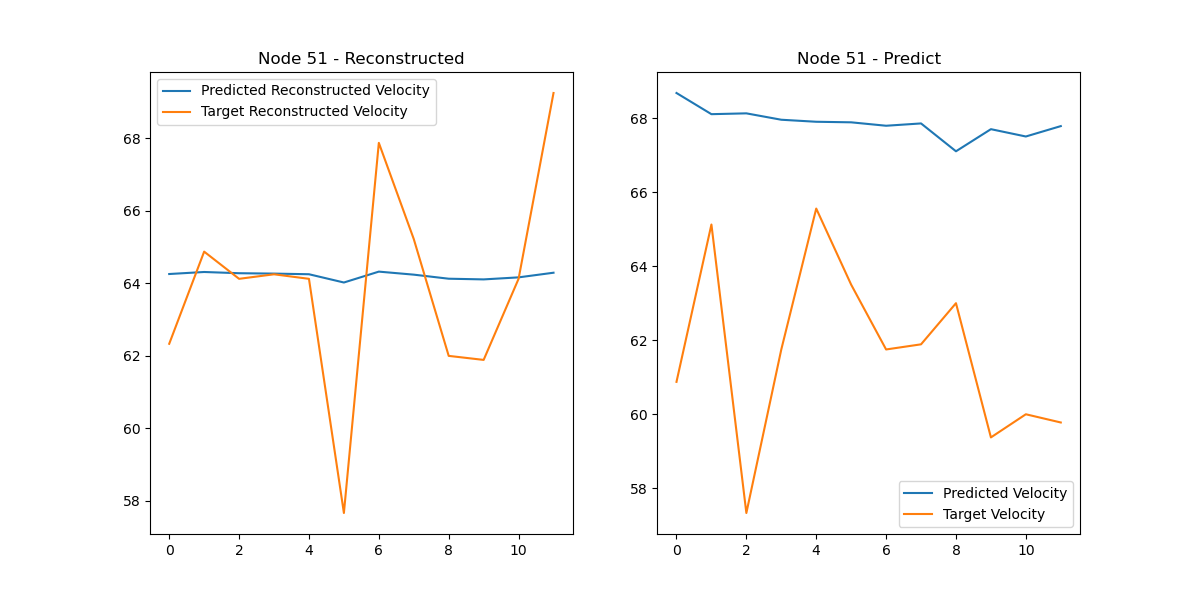 Node 51 - Reconstructed
Predicted Reconstructed Velocity
Target Reconstructed Velocity
68
66
64
62
60
58
0 2 4 6 8 10
Node 51 - Predict
68
66
64
62
60
58
Predicted Velocity
Target Velocity
0 2 4 6 8 10